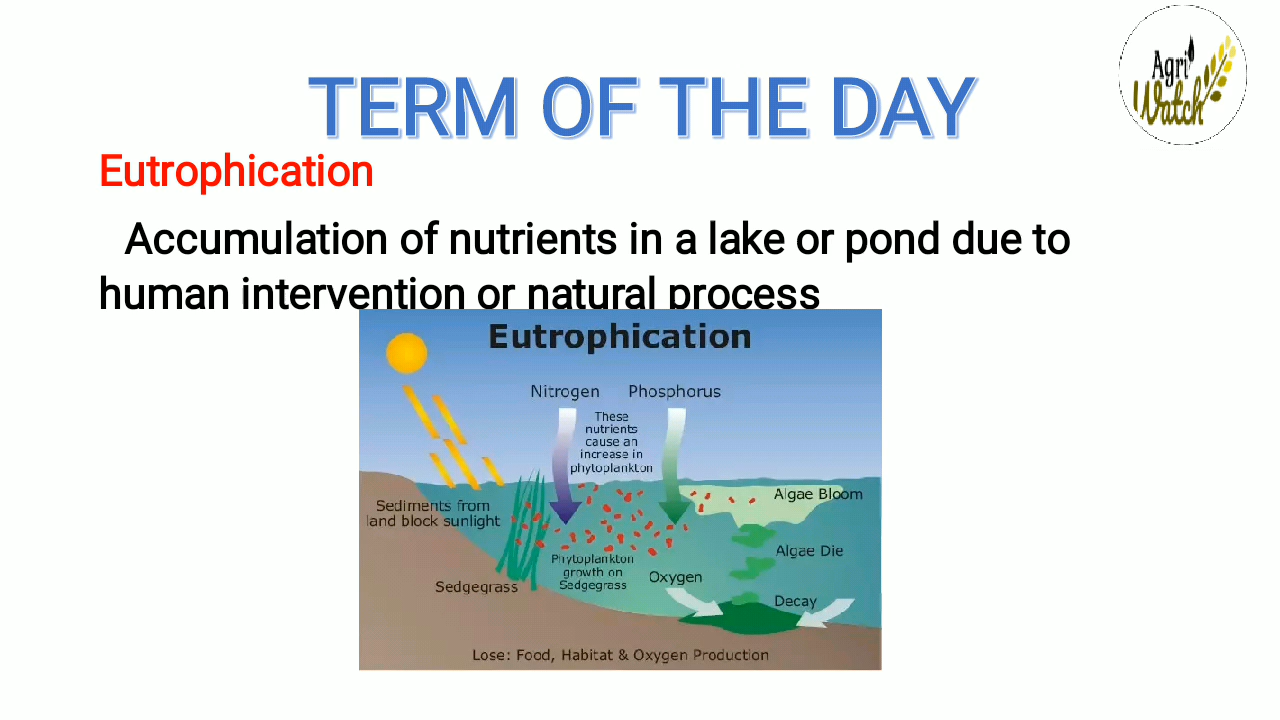 Agri
Watch
TERM OF THE DAY
Eutrophication
Accumulation of nutrients in a lake or pond due to
human intervention or natural process
Eutrophication
Nitrogen Phosphorus
These
nutrients
cause an
increase in
phytoplankton
Sediments from
land block sunlight
Algae Bloom
Algae Die
Phytoplankton
growth on
Sedgegrass
Oxygen
Sedgegrass
Decay
Lose: Food, Habitat & Oxygen Production